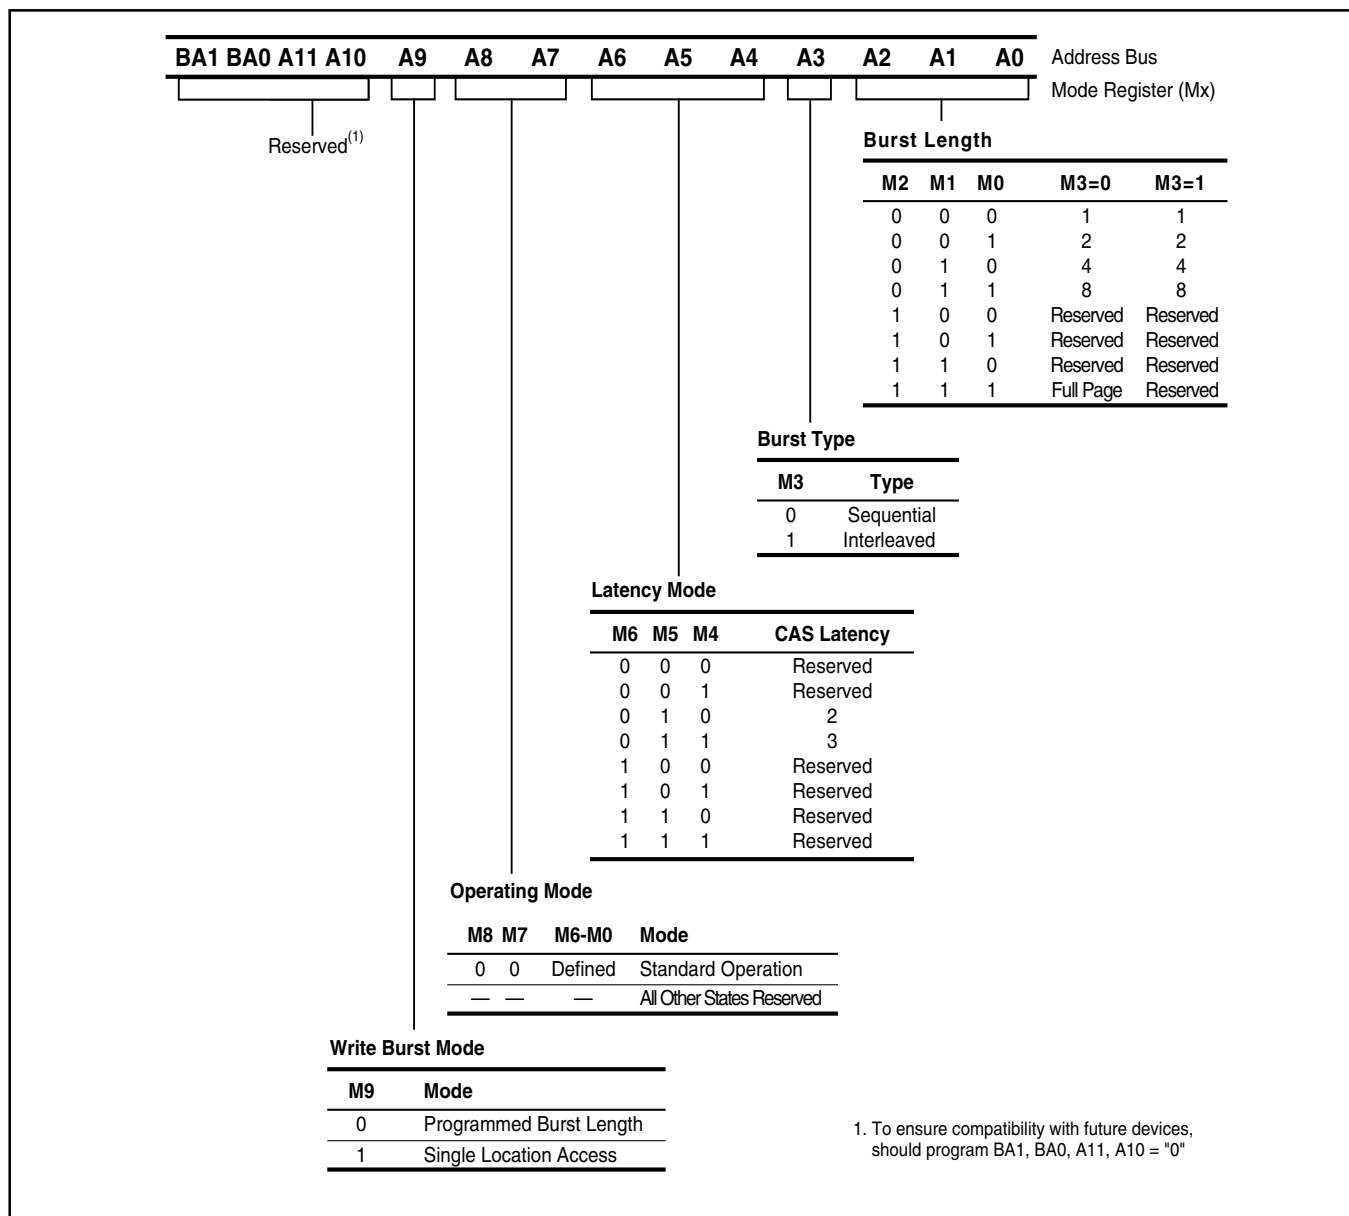 BA1 BA0 A11 A10 A9 A8 A7 A6 A5 A4 A3 A2 A1 A0 Address Bus
Mode Register (Mx)
Reserved(1)
Burst Length
M2 M1 M0 M3=0 M3=1
0 0 0 1 1
0 0 1 2 2
0 1 0 4 4
0 1 1 8 8
1 0 0 Reserved Reserved
1 0 1 Reserved Reserved
1 1 0 Reserved Reserved
1 1 1 Full Page Reserved
Burst Type
M3 Type
0 Sequential
1 Interleaved
Latency Mode
M6 M5 M4 CAS Latency
0 0 0 Reserved
0 0 1 Reserved
0 1 0 2
0 1 1 3
1 0 0 Reserved
1 0 1 Reserved
1 1 0 Reserved
1 1 1 Reserved
Operating Mode
M8 M7 M6-M0 Mode
0 0 Defined Standard Operation
— — — All Other States Reserved
Write Burst Mode
M9 Mode
0 Programmed Burst Length
1 Single Location Access
1. To ensure compatibility with future devices,
should program BA1, BA0, A11, A10 = "0"